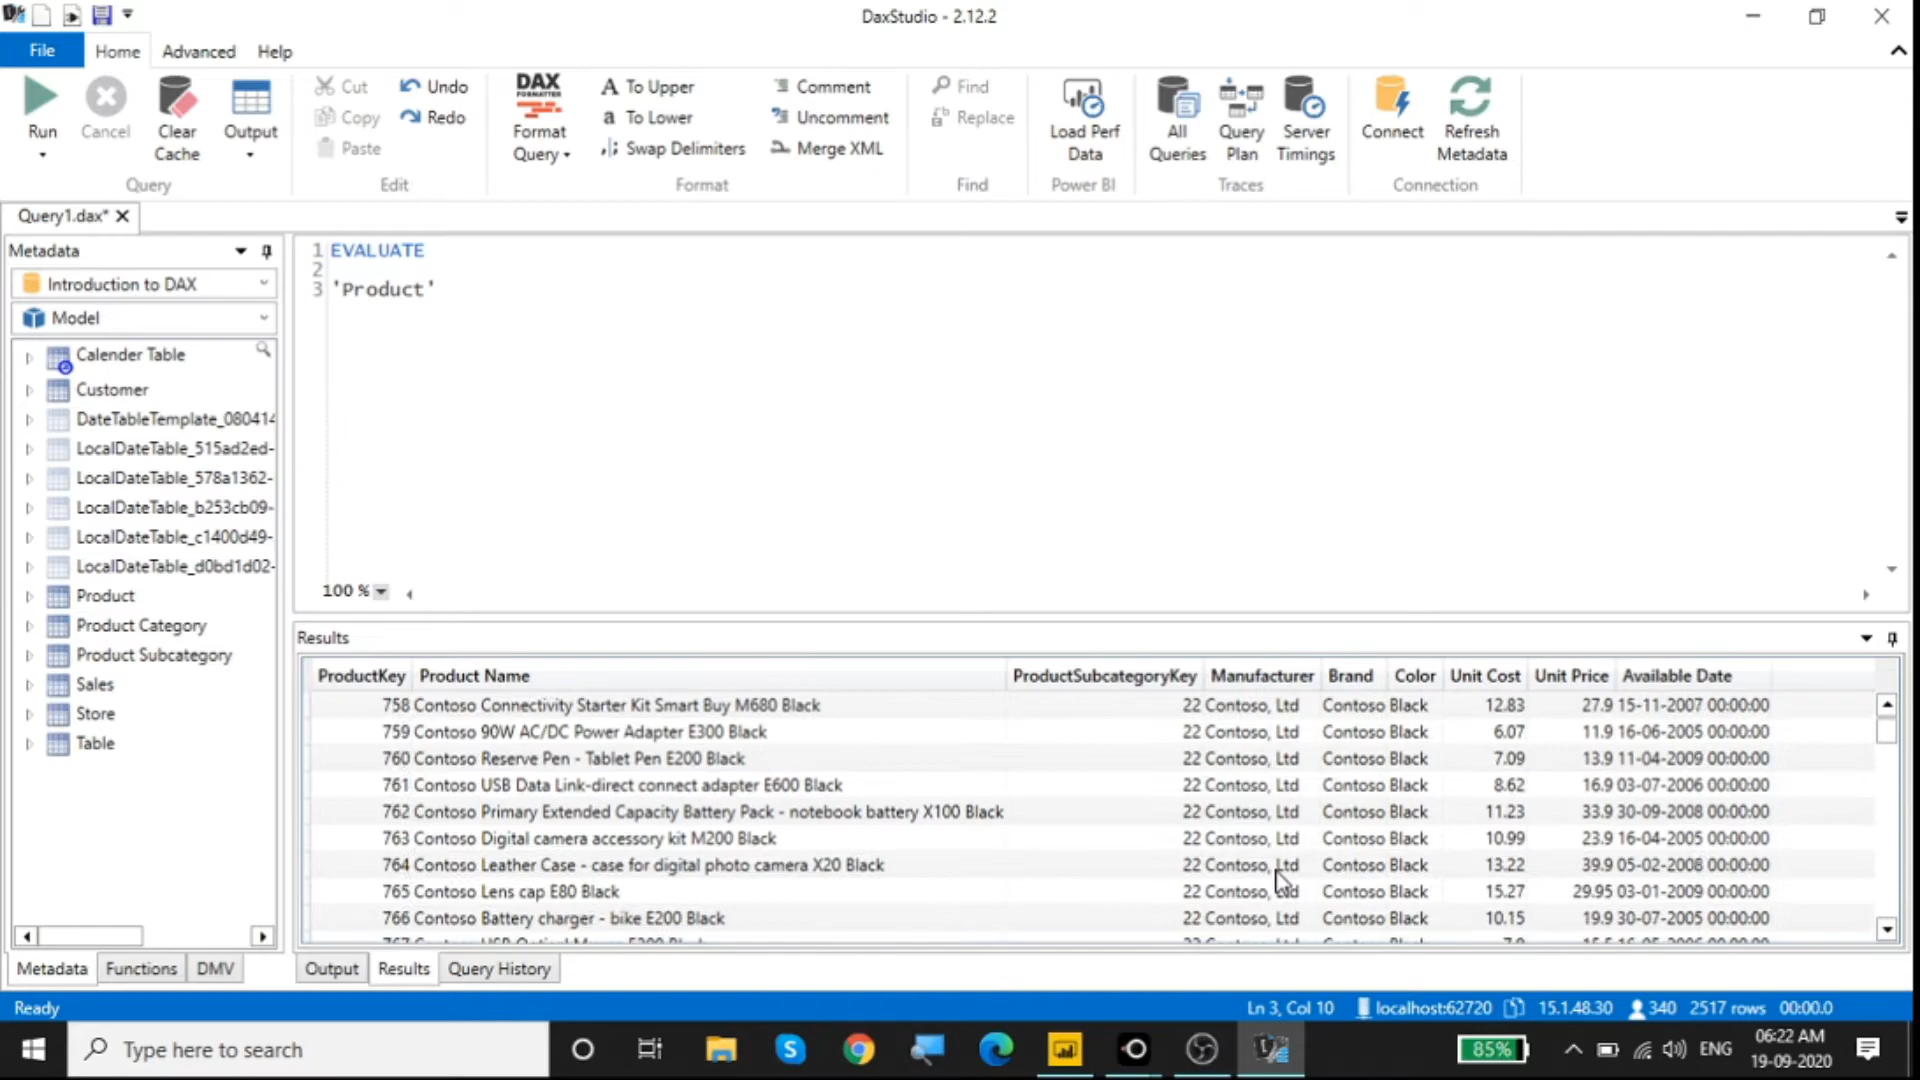 DaxStudio - 2.12.2
File
Home
Advanced
Help
Run
Cancel
Clear
Cache
Output
Query
Cut
Copy
Paste
Undo
Redo
Edit
DAX
FORMATTER
Format
Query
To Upper
To Lower
Swap Delimiters
Comment
Uncomment
Merge XML
Format
Find
Replace
Find
Load Perf
Data
Power BI
All
Queries
Query
Plan
Server
Timings
Traces
Connect
Refresh
Metadata
Connection
Query1.dax*
Metadata
Introduction to DAX
Model
Calender Table
Customer
DateTableTemplate_080414
LocalDateTable_515ad2ed-
LocalDateTable_578a1362-
LocalDateTable_b253cb09-
LocalDateTable_c1400d49-
LocalDateTable_d0bd1d02-
Product
Product Category
Product Subcategory
Sales
Store
Table
Metadata
Functions
DMV
1 EVALUATE
2
3 'Product'
100 %
Results
ProductKey Product Name ProductSubcategoryKey Manufacturer Brand Color Unit Cost Unit Price Available Date
758 Contoso Connectivity Starter Kit Smart Buy M680 Black 22 Contoso, Ltd Contoso Black 12.83 27.9 15-11-2007 00:00:00
759 Contoso 90W AC/DC Power Adapter E300 Black 22 Contoso, Ltd Contoso Black 6.07 11.9 16-06-2005 00:00:00
760 Contoso Reserve Pen - Tablet Pen E200 Black 22 Contoso, Ltd Contoso Black 7.09 13.9 11-04-2009 00:00:00
761 Contoso USB Data Link-direct connect adapter E600 Black 22 Contoso, Ltd Contoso Black 8.62 16.9 03-07-2006 00:00:00
762 Contoso Primary Extended Capacity Battery Pack - notebook battery X100 Black 22 Contoso, Ltd Contoso Black 11.23 33.9 30-09-2008 00:00:00
763 Contoso Digital camera accessory kit M200 Black 22 Contoso, Ltd Contoso Black 10.99 23.9 16-04-2005 00:00:00
764 Contoso Leather Case - case for digital photo camera X20 Black 22 Contoso, Ltd Contoso Black 13.22 39.9 05-02-2008 00:00:00
765 Contoso Lens cap E80 Black 22 Contoso, Ltd Contoso Black 15.27 29.95 03-01-2009 00:00:00
766 Contoso Battery charger - bike E200 Black 22 Contoso, Ltd Contoso Black 10.15 19.9 30-07-2005 00:00:00
Output
Results
Query History
Ready
Ln 3, Col 10
localhost:62720
15.1.48.30
340
2517 rows
00:00.0
Type here to search
85%
ENG
06:22 AM
19-09-2020